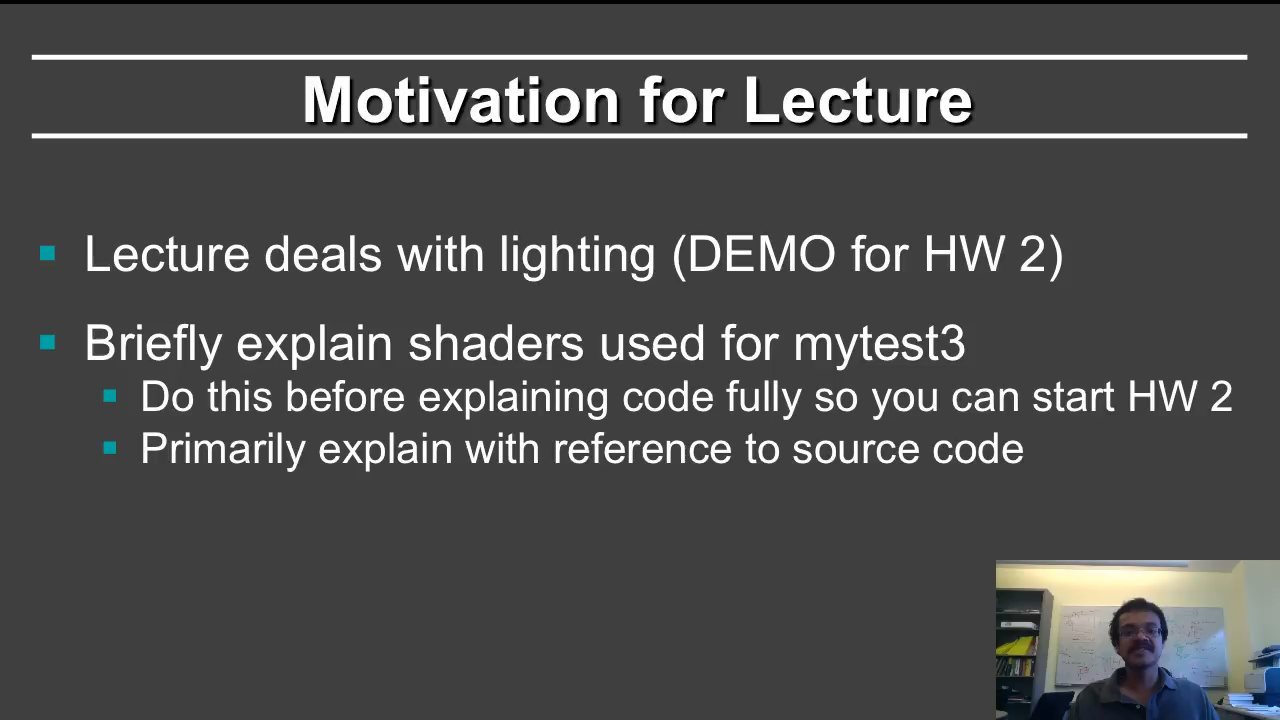 Motivation for Lecture
Lecture deals with lighting (DEMO for HW 2)
Briefly explain shaders used for mytest3
Do this before explaining code fully so you can start HW 2
Primarily explain with reference to source code